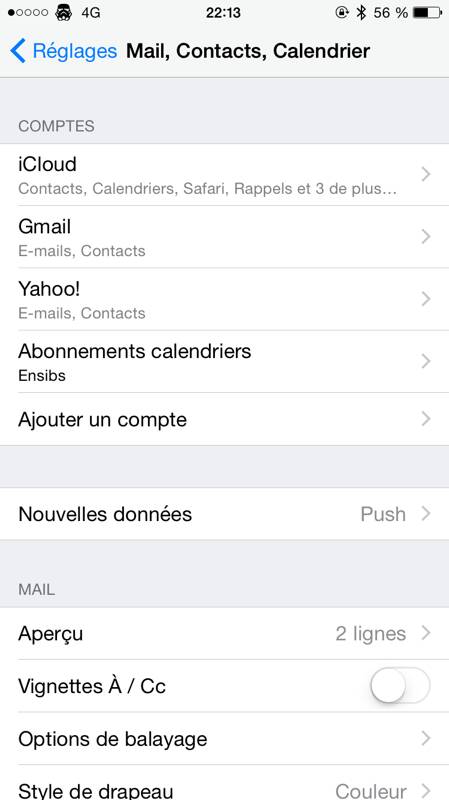 4G 22:13 56 %
Réglages Mail, Contacts, Calendrier
COMPTES
iCloud
Contacts, Calendriers, Safari, Rappels et 3 de plus...
Gmail
E-mails, Contacts
Yahoo!
E-mails, Contacts
Abonnements calendriers
Ensibs
Ajouter un compte
Nouvelles données Push
MAIL
Aperçu 2 lignes
Vignettes À / Cc
Options de balayage
Style de drapeau Couleur